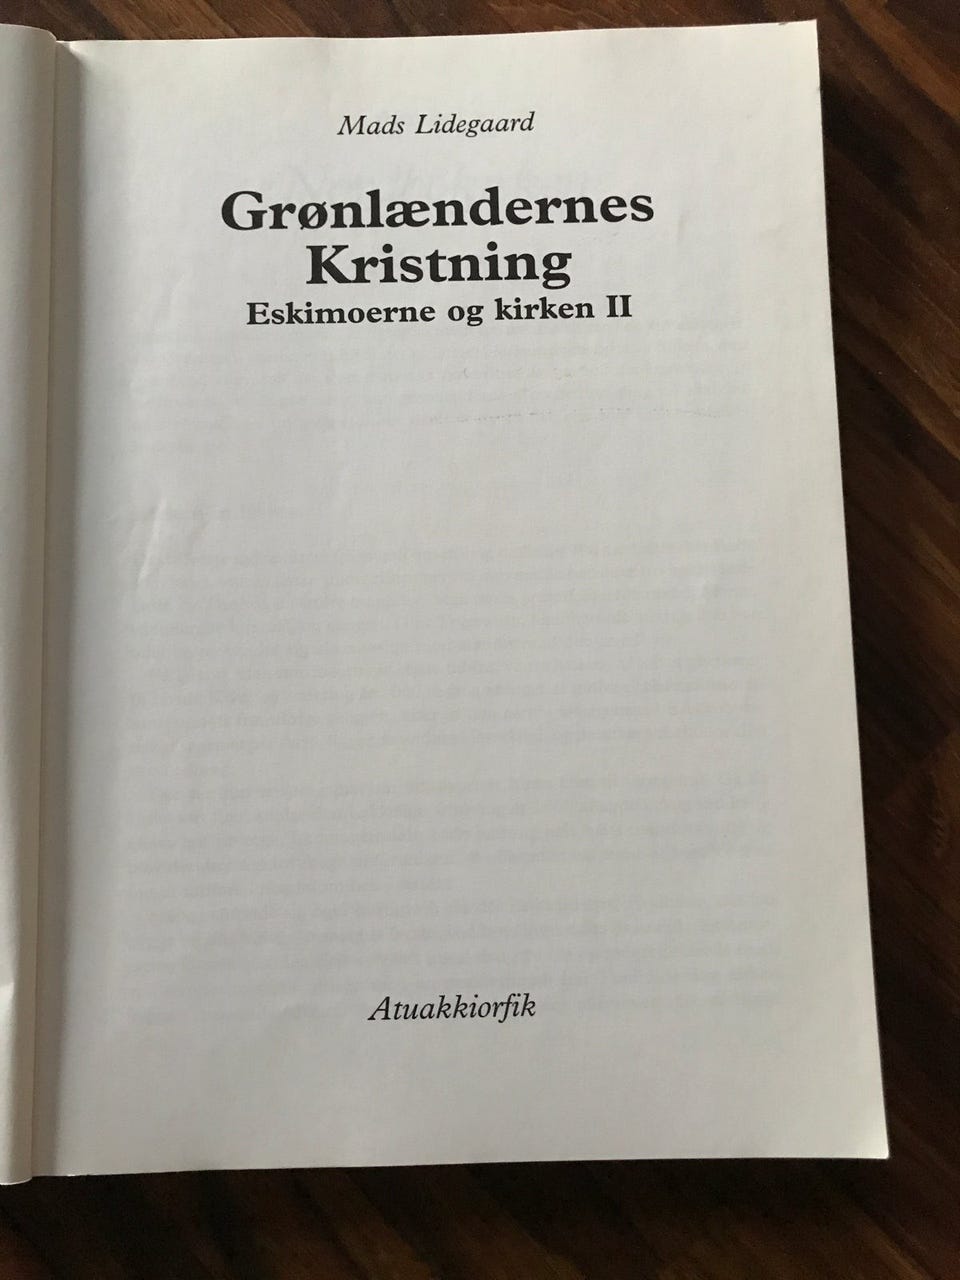 Mads Lidegaard
Grønlændernes
Kristning
Eskimoerne og kirken II
Atuakkiorfik